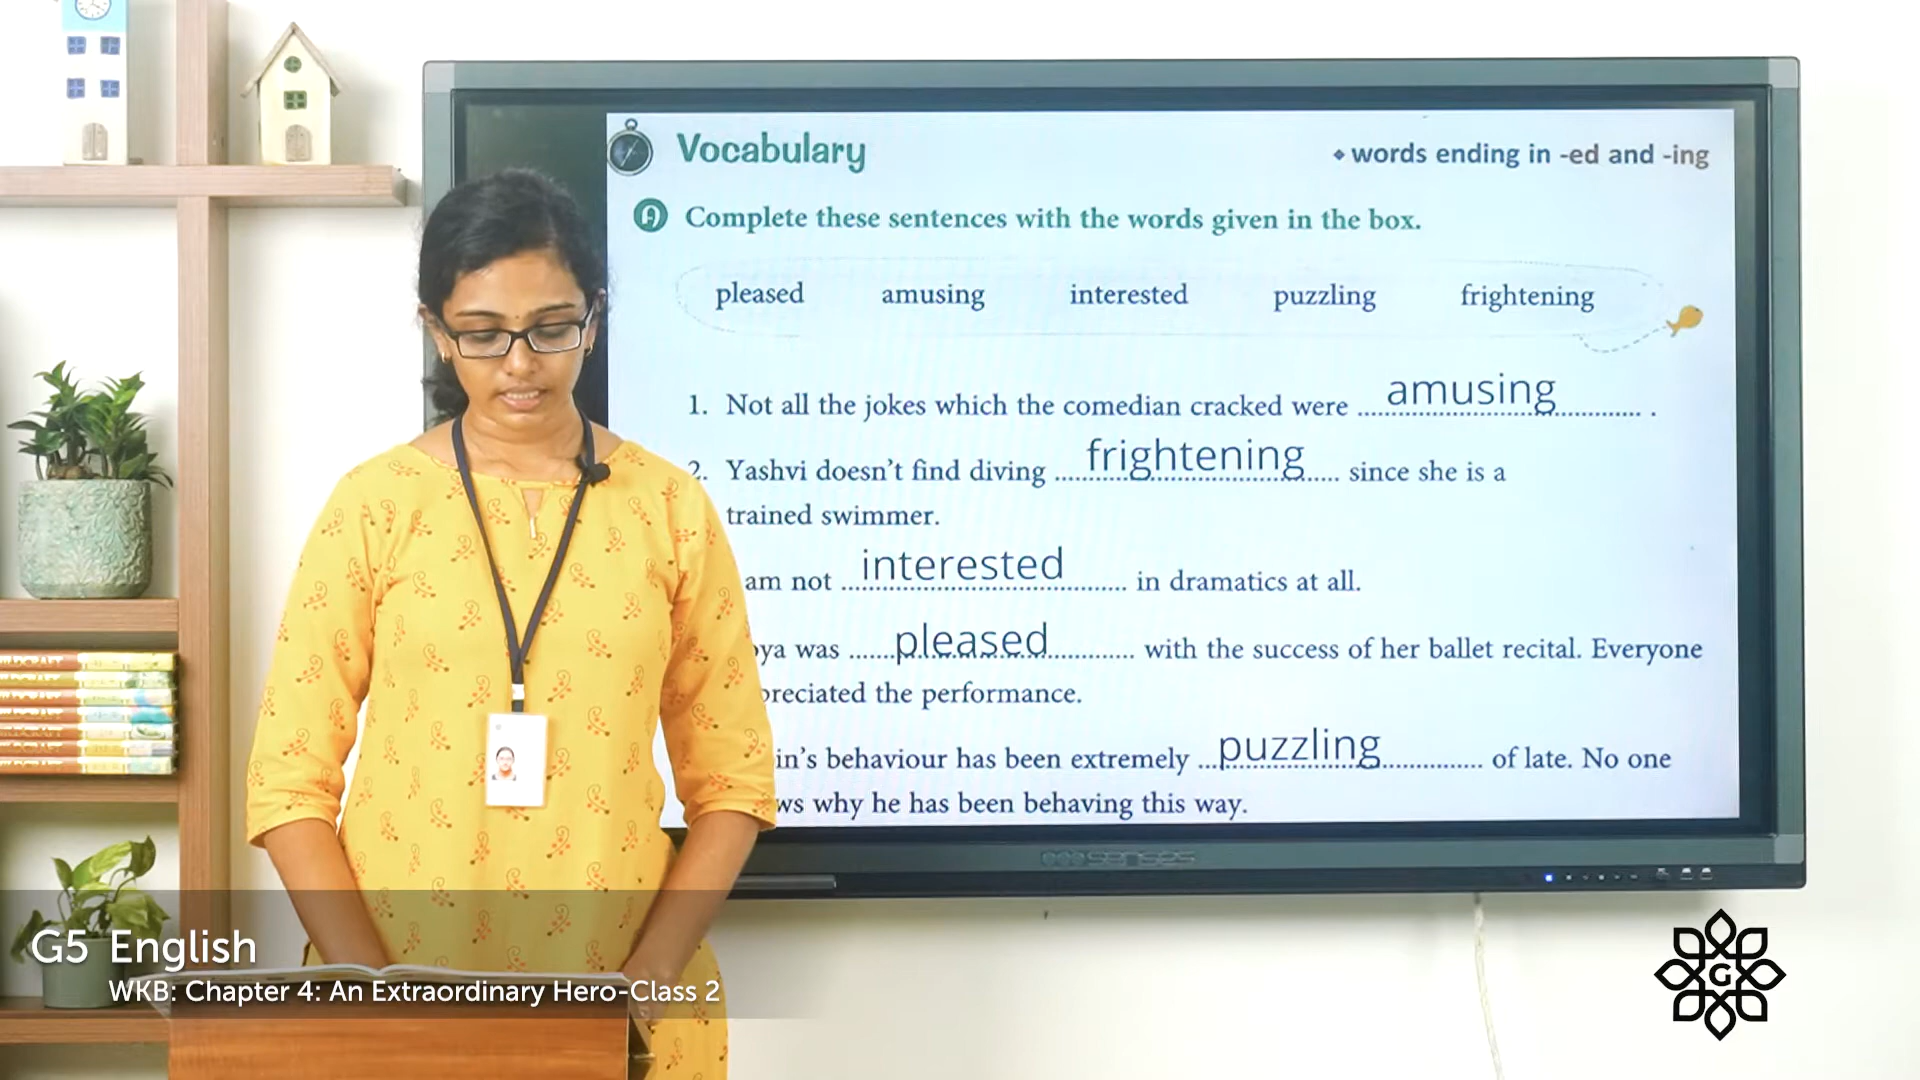 Vocabulary
words ending in -ed and -ing
A Complete these sentences with the words given in the box.
pleased amusing interested puzzling frightening
1. Not all the jokes which the comedian cracked were amusing .
2. Yashvi doesn't find diving frightening since she is a
trained swimmer.
am not interested in dramatics at all.
was pleased with the success of her ballet recital. Everyone
the performance.
behaviour has been extremely puzzling of late. No one
why he has been behaving this way.
G5 English
WKB: Chapter 4: An Extraordinary Hero-Class 2
G